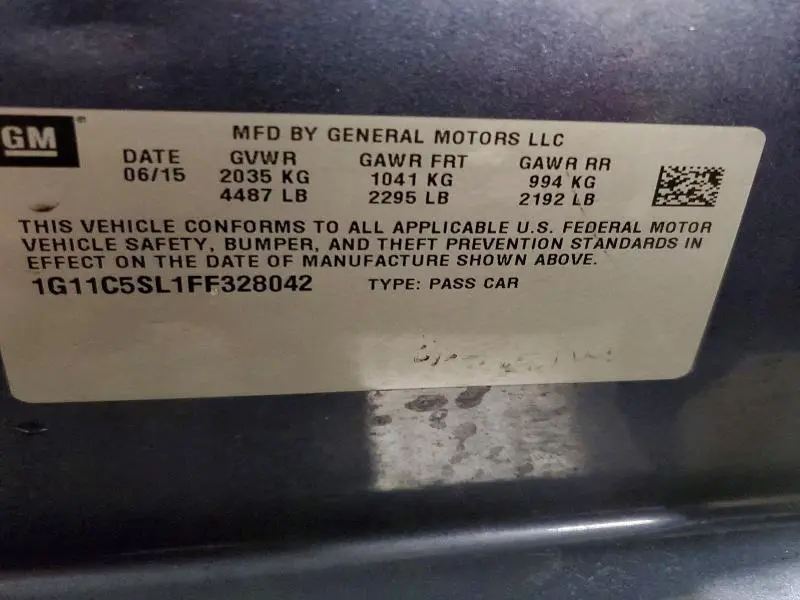 GM
MFD BY GENERAL MOTORS LLC
DATE GVWR GAWR FRT GAWR RR
06/15 2035 KG 1041 KG 994 KG
4487 LB 2295 LB 2192 LB
THIS VEHICLE CONFORMS TO ALL APPLICABLE U.S. FEDERAL MOTOR
VEHICLE SAFETY, BUMPER, AND THEFT PREVENTION STANDARDS IN
EFFECT ON THE DATE OF MANUFACTURE SHOWN ABOVE.
1G11C5SL1FF328042 TYPE: PASS CAR